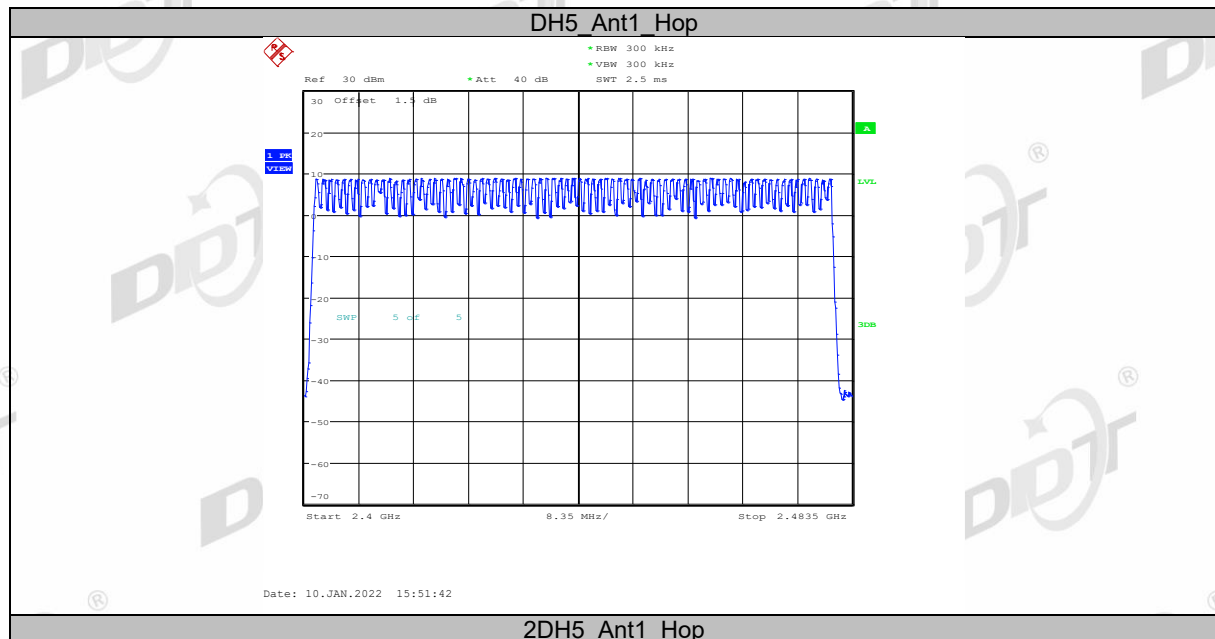 DH5_Ant1_Hop
R S
* RBW 300 kHz
* VBW 300 kHz
Ref 30 dBm * Att 40 dB SWT 2.5 ms
30 Offset 1.5 dB
A
20
1 PK
VIEW
10
LVL
0
-10
-20
SWP 5 of 5
3DB
-30
-40
-50
-60
-70
Start 2.4 GHz 8.35 MHz/ Stop 2.4835 GHz
Date: 10.JAN.2022 15:51:42
2DH5_Ant1_Hop
DDT
®